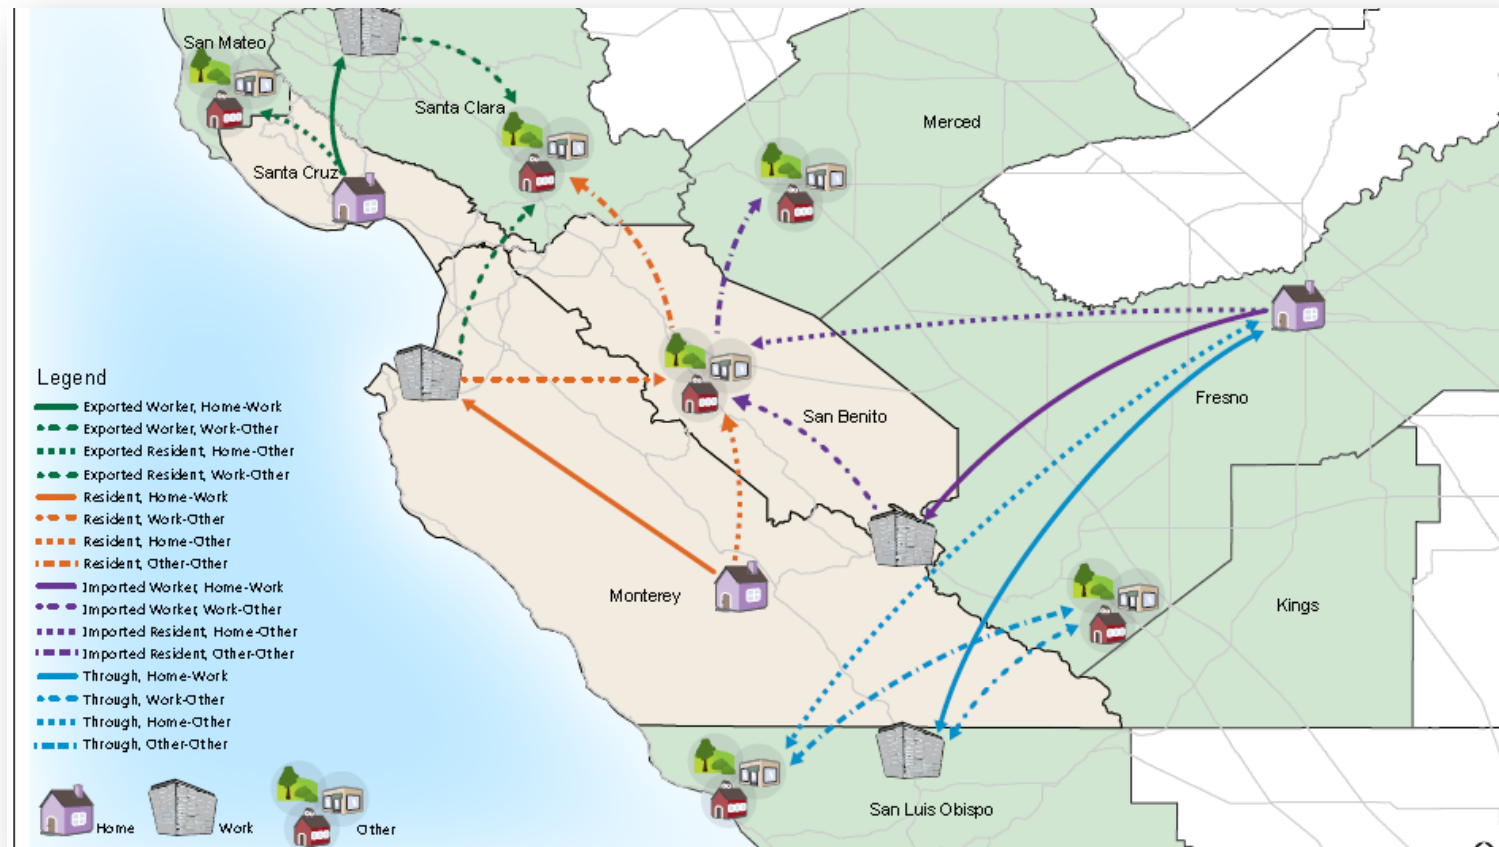 San Mateo
Santa Clara
Merced
Santa Cruz
Fresno
San Benito
Monterey
Kings
San Luis Obispo
Legend
Exported Worker, Home-Work
Exported Worker, Work-Other
Exported Resident, Home-Other
Exported Resident, Work-Other
Resident, Home-Work
Resident, Work-Other
Resident, Home-Other
Resident, Other-Other
Imported Worker, Home-Work
Imported Worker, Work-Other
Imported Resident, Home-Other
Imported Resident, Other-Other
Through, Home-Work
Through, Work-Other
Through, Home-Other
Through, Other-Other
Home
Work
Other